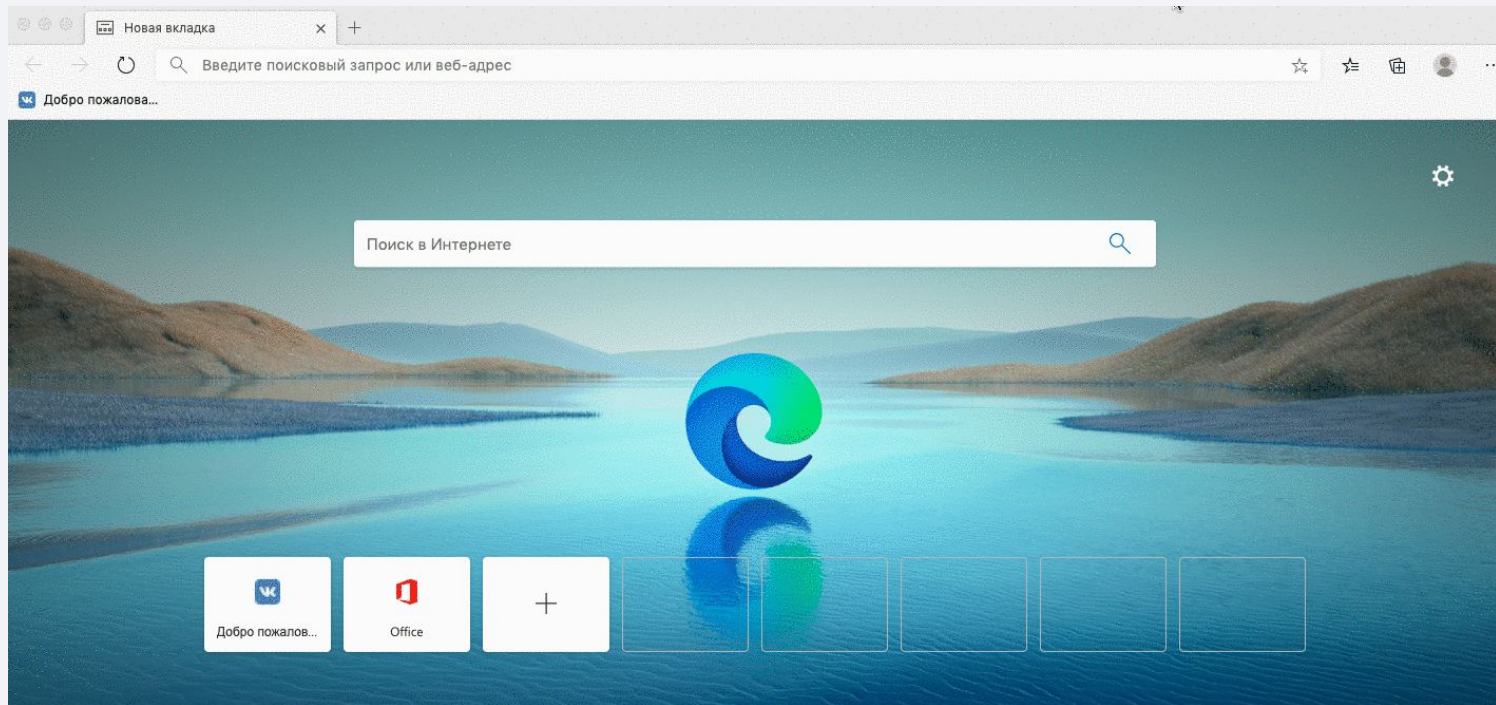 Новая вкладка
Введите поисковый запрос или веб-адрес
Добро пожалова...
Поиск в Интернете
Добро пожалов...
Office